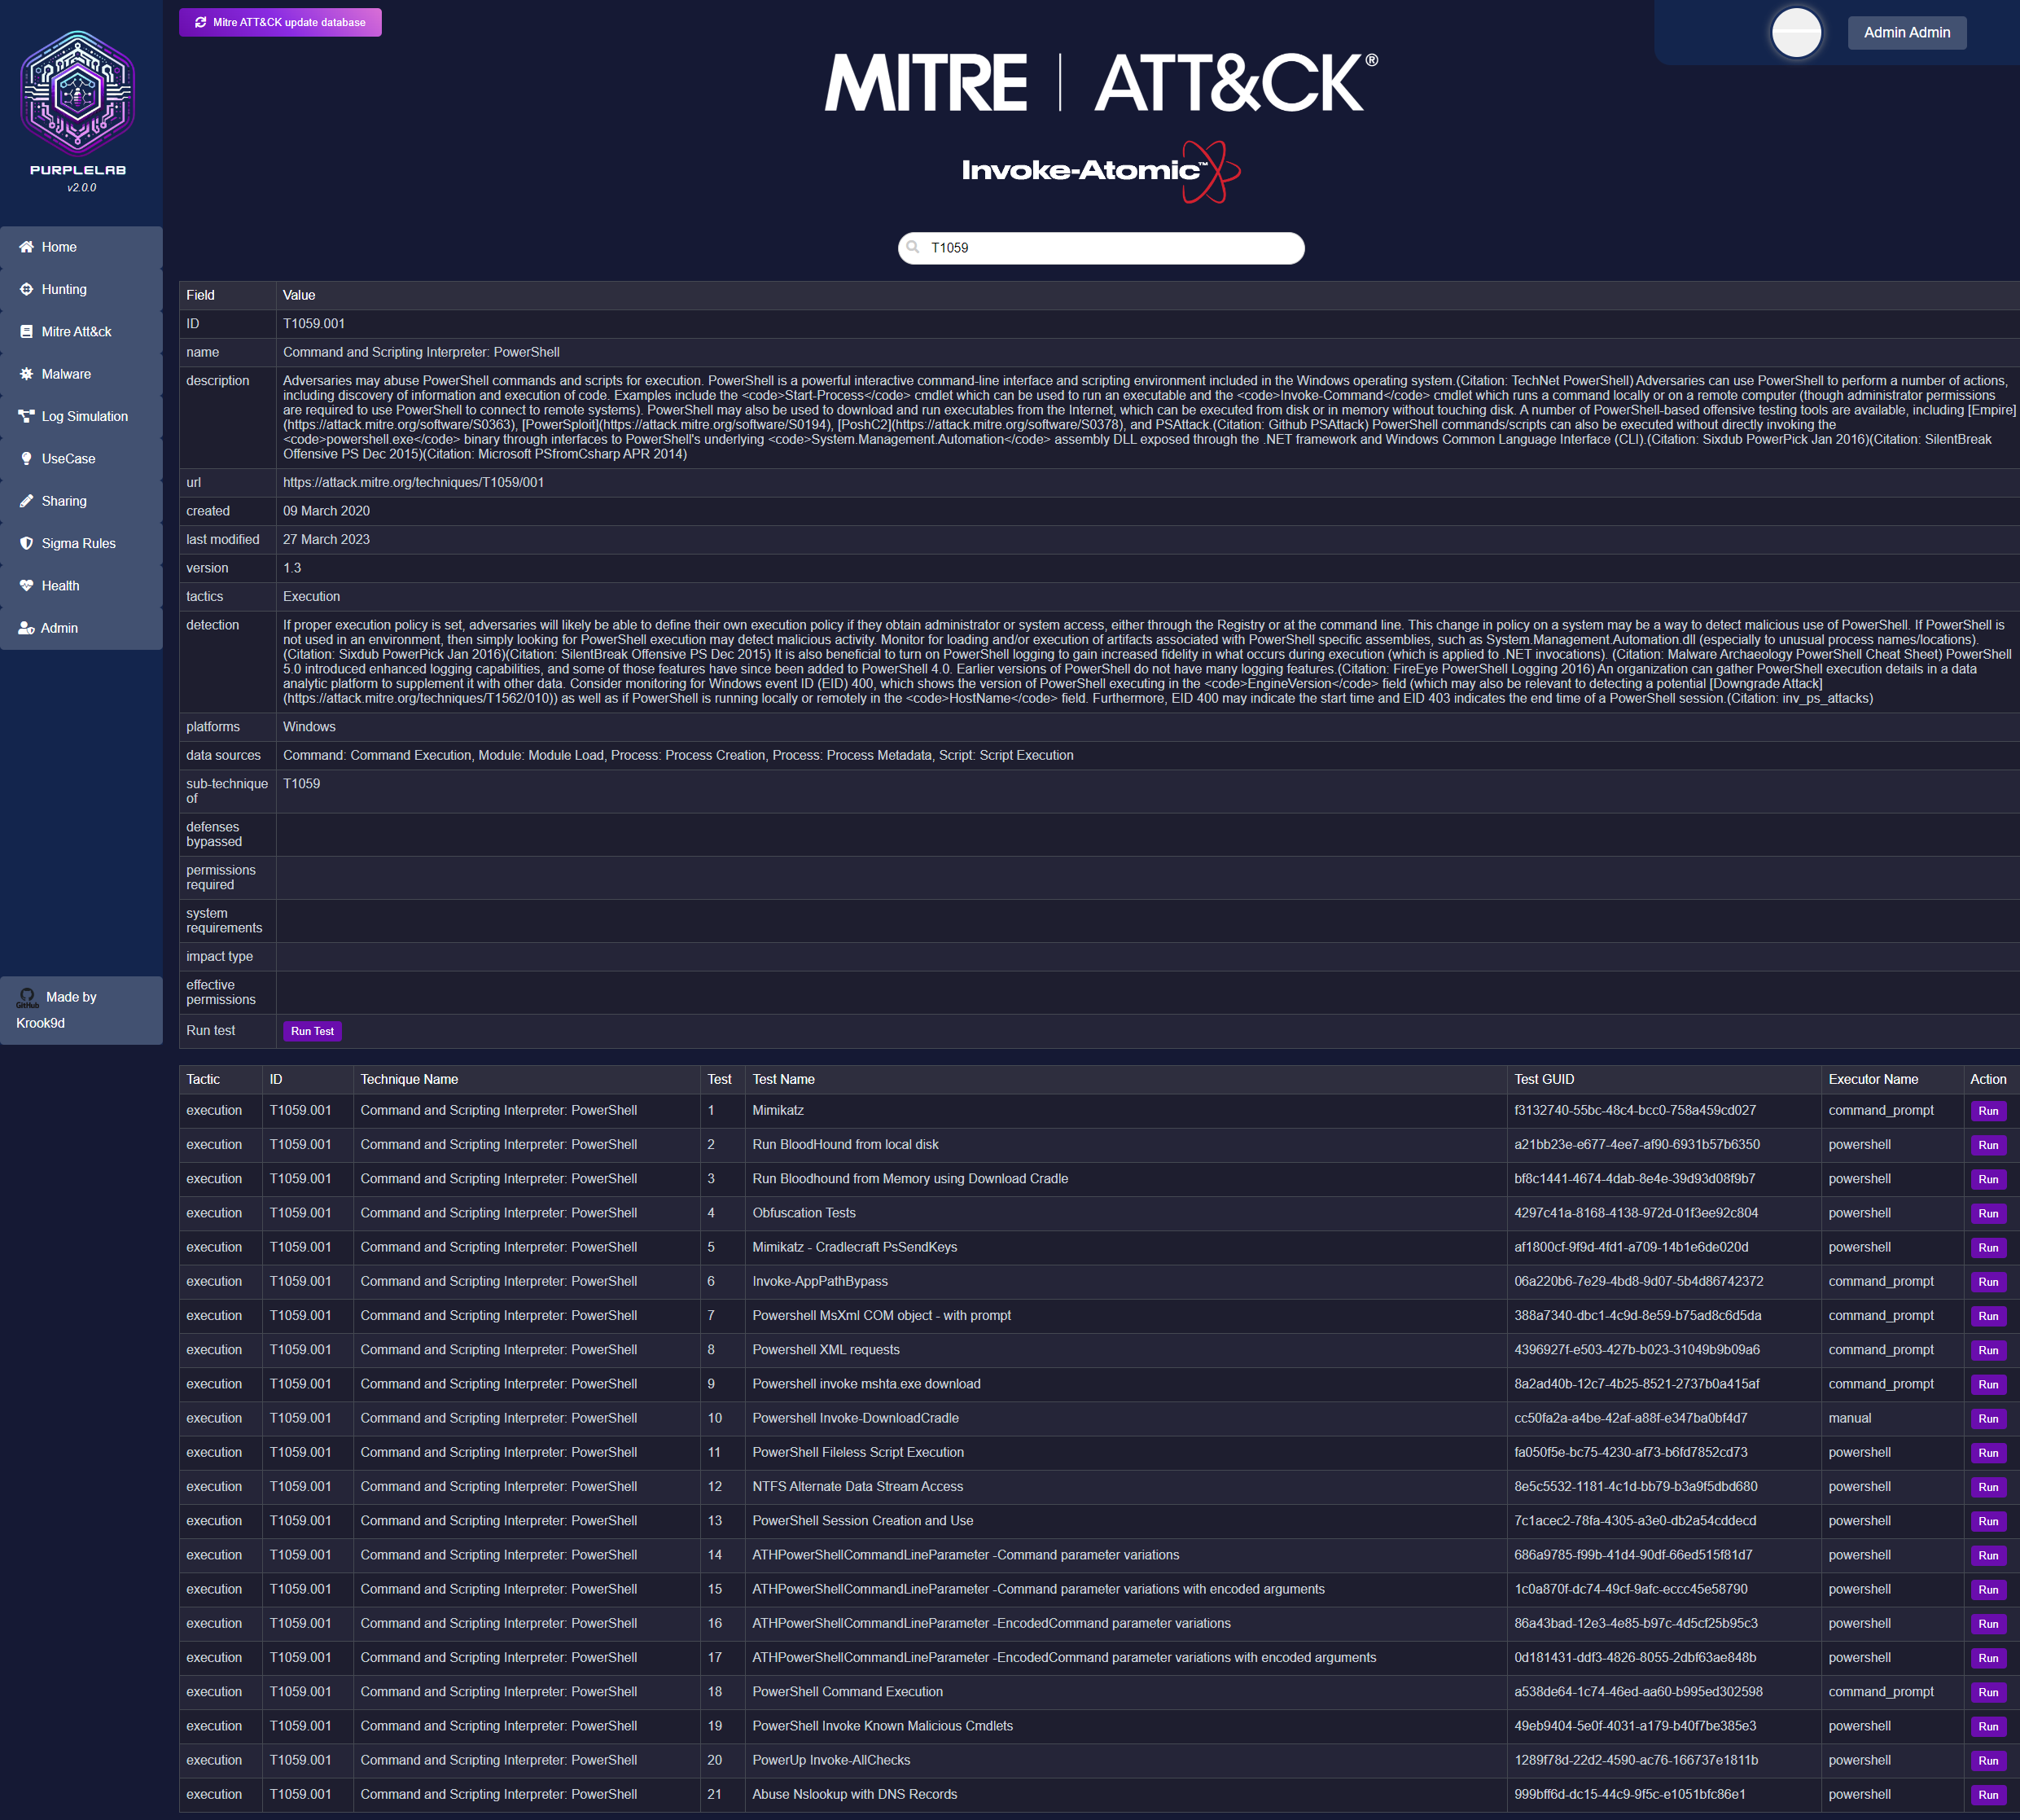 Mitre ATT&CK update database
Admin Admin
MITRE | ATT&CK®
PURPLELAB
v2.0.0
Invoke-Atomic™
T1059
Home
Hunting
Mitre Att&ck
Malware
Log Simulation
UseCase
Sharing
Sigma Rules
Health
Admin
GitHub Made by
Krook9d
Field Value
ID T1059.001
name Command and Scripting Interpreter: PowerShell
description Adversaries may abuse PowerShell commands and scripts for execution. PowerShell is a powerful interactive command-line interface and scripting environment included in the Windows operating system.(Citation: TechNet PowerShell) Adversaries can use PowerShell to perform a number of actions,
including discovery of information and execution of code. Examples include the <code>Start-Process</code> cmdlet which can be used to run an executable and the <code>Invoke-Command</code> cmdlet which runs a command locally or on a remote computer (though administrator permissions
are required to use PowerShell to connect to remote systems). PowerShell may also be used to download and run executables from the Internet, which can be executed from disk or in memory without touching disk. A number of PowerShell-based offensive testing tools are available, including [Empire]
(https://attack.mitre.org/software/S0363), [PowerSploit](https://attack.mitre.org/software/S0194), [PoshC2](https://attack.mitre.org/software/S0378), and PSAttack.(Citation: Github PSAttack) PowerShell commands/scripts can also be executed without directly invoking the
<code>powershell.exe</code> binary through interfaces to PowerShell's underlying <code>System.Management.Automation</code> assembly DLL exposed through the .NET framework and Windows Common Language Interface (CLI).(Citation: Sixdub PowerPick Jan 2016)(Citation: SilentBreak
Offensive PS Dec 2015)(Citation: Microsoft PSfromCsharp APR 2014)
url https://attack.mitre.org/techniques/T1059/001
created 09 March 2020
last modified 27 March 2023
version 1.3
tactics Execution
detection If proper execution policy is set, adversaries will likely be able to define their own execution policy if they obtain administrator or system access, either through the Registry or at the command line. This change in policy on a system may be a way to detect malicious use of PowerShell. If PowerShell is
not used in an environment, then simply looking for PowerShell execution may detect malicious activity. Monitor for loading and/or execution of artifacts associated with PowerShell specific assemblies, such as System.Management.Automation.dll (especially to unusual process names/locations).
(Citation: Sixdub PowerPick Jan 2016)(Citation: SilentBreak Offensive PS Dec 2015) It is also beneficial to turn on PowerShell logging to gain increased fidelity in what occurs during execution (which is applied to .NET invocations). (Citation: Malware Archaeology PowerShell Cheat Sheet) PowerShell
5.0 introduced enhanced logging capabilities, and some of those features have since been added to PowerShell 4.0. Earlier versions of PowerShell do not have many logging features.(Citation: FireEye PowerShell Logging 2016) An organization can gather PowerShell execution details in a data
analytic platform to supplement it with other data. Consider monitoring for Windows event ID (EID) 400, which shows the version of PowerShell executing in the <code>EngineVersion</code> field (which may also be relevant to detecting a potential [Downgrade Attack]
(https://attack.mitre.org/techniques/T1562/010)) as well as if PowerShell is running locally or remotely in the <code>HostName</code> field. Furthermore, EID 400 may indicate the start time and EID 403 indicates the end time of a PowerShell session.(Citation: inv_ps_attacks)
platforms Windows
data sources Command: Command Execution, Module: Module Load, Process: Process Creation, Process: Process Metadata, Script: Script Execution
sub-technique T1059
of
defenses
bypassed
permissions
required
system
requirements
impact type
effective
permissions
Run test Run Test
Tactic ID Technique Name Test Test Name Test GUID Executor Name Action
execution T1059.001 Command and Scripting Interpreter: PowerShell 1 Mimikatz f3132740-55bc-48c4-bcc0-758a459cd027 command_prompt Run
execution T1059.001 Command and Scripting Interpreter: PowerShell 2 Run BloodHound from local disk a21bb23e-e677-4ee7-af90-6931b57b6350 powershell Run
execution T1059.001 Command and Scripting Interpreter: PowerShell 3 Run Bloodhound from Memory using Download Cradle bf8c1441-4674-4dab-8e4e-39d93d08f9b7 powershell Run
execution T1059.001 Command and Scripting Interpreter: PowerShell 4 Obfuscation Tests 4297c41a-8168-4138-972d-01f3ee92c804 powershell Run
execution T1059.001 Command and Scripting Interpreter: PowerShell 5 Mimikatz - Cradlecraft PsSendKeys af1800cf-9f9d-4fd1-a709-14b1e6de020d powershell Run
execution T1059.001 Command and Scripting Interpreter: PowerShell 6 Invoke-AppPathBypass 06a220b6-7e29-4bd8-9d07-5b4d86742372 command_prompt Run
execution T1059.001 Command and Scripting Interpreter: PowerShell 7 Powershell MsXml COM object - with prompt 388a7340-dbc1-4c9d-8e59-b75ad8c6d5da command_prompt Run
execution T1059.001 Command and Scripting Interpreter: PowerShell 8 Powershell XML requests 4396927f-e503-427b-b023-31049b9b09a6 command_prompt Run
execution T1059.001 Command and Scripting Interpreter: PowerShell 9 Powershell invoke mshta.exe download 8a2ad40b-12c7-4b25-8521-2737b0a415af command_prompt Run
execution T1059.001 Command and Scripting Interpreter: PowerShell 10 Powershell Invoke-DownloadCradle cc50fa2a-a4be-42af-a88f-e347ba0bf4d7 manual Run
execution T1059.001 Command and Scripting Interpreter: PowerShell 11 PowerShell Fileless Script Execution fa050f5e-bc75-4230-af73-b6fd7852cd73 powershell Run
execution T1059.001 Command and Scripting Interpreter: PowerShell 12 NTFS Alternate Data Stream Access 8e5c5532-1181-4c1d-bb79-b3a9f5dbd680 powershell Run
execution T1059.001 Command and Scripting Interpreter: PowerShell 13 PowerShell Session Creation and Use 7c1acec2-78fa-4305-a3e0-db2a54cddecd powershell Run
execution T1059.001 Command and Scripting Interpreter: PowerShell 14 ATHPowerShellCommandLineParameter -Command parameter variations 686a9785-f99b-41d4-90df-66ed515f81d7 powershell Run
execution T1059.001 Command and Scripting Interpreter: PowerShell 15 ATHPowerShellCommandLineParameter -Command parameter variations with encoded arguments 1c0a870f-dc74-49cf-9afc-eccc45e58790 powershell Run
execution T1059.001 Command and Scripting Interpreter: PowerShell 16 ATHPowerShellCommandLineParameter -EncodedCommand parameter variations 86a43bad-12e3-4e85-b97c-4d5cf25b95c3 powershell Run
execution T1059.001 Command and Scripting Interpreter: PowerShell 17 ATHPowerShellCommandLineParameter -EncodedCommand parameter variations with encoded arguments 0d181431-ddf3-4826-8055-2dbf63ae848b powershell Run
execution T1059.001 Command and Scripting Interpreter: PowerShell 18 PowerShell Command Execution a538de64-1c74-46ed-aa60-b995ed302598 command_prompt Run
execution T1059.001 Command and Scripting Interpreter: PowerShell 19 PowerShell Invoke Known Malicious Cmdlets 49eb9404-5e0f-4031-a179-b40f7be385e3 powershell Run
execution T1059.001 Command and Scripting Interpreter: PowerShell 20 PowerUp Invoke-AllChecks 1289f78d-22d2-4590-ac76-166737e1811b powershell Run
execution T1059.001 Command and Scripting Interpreter: PowerShell 21 Abuse Nslookup with DNS Records 999bff6d-dc15-44c9-9f5c-e1051bfc86e1 powershell Run